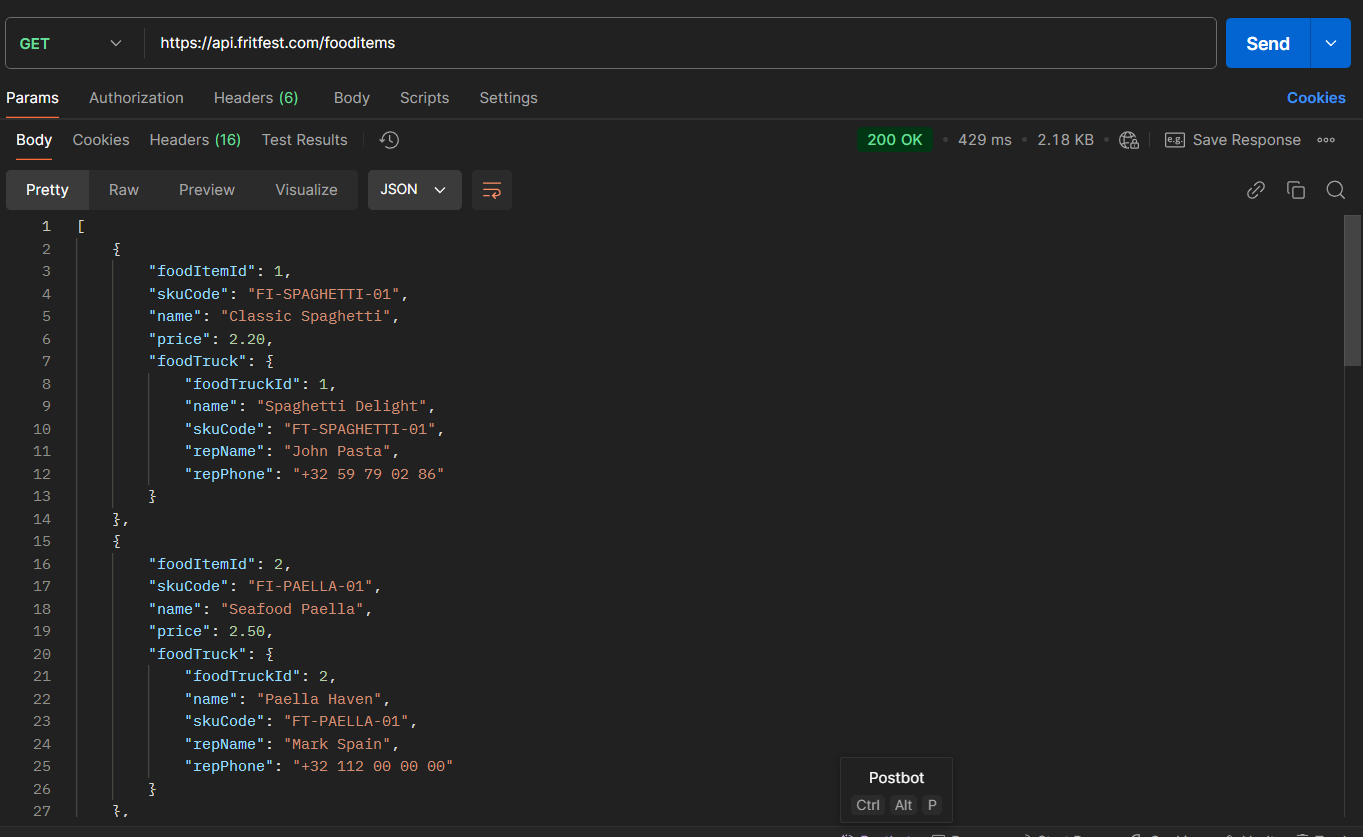 GET https://api.fritfest.com/fooditems Send
Params Authorization Headers (6) Body Scripts Settings Cookies
Body Cookies Headers (16) Test Results 200 OK • 429 ms • 2.18 KB • e.g. Save Response
Pretty Raw Preview Visualize JSON
1 [
2 {
3 "foodItemId": 1,
4 "skuCode": "FI-SPAGHETTI-01",
5 "name": "Classic Spaghetti",
6 "price": 2.20,
7 "foodTruck": {
8 "foodTruckId": 1,
9 "name": "Spaghetti Delight",
10 "skuCode": "FT-SPAGHETTI-01",
11 "repName": "John Pasta",
12 "repPhone": "+32 59 79 02 86"
13 }
14 },
15 {
16 "foodItemId": 2,
17 "skuCode": "FI-PAELLA-01",
18 "name": "Seafood Paella",
19 "price": 2.50,
20 "foodTruck": {
21 "foodTruckId": 2,
22 "name": "Paella Haven",
23 "skuCode": "FT-PAELLA-01",
24 "repName": "Mark Spain",
25 "repPhone": "+32 112 00 00 00"
26 }
27 },
Postbot
Ctrl Alt P